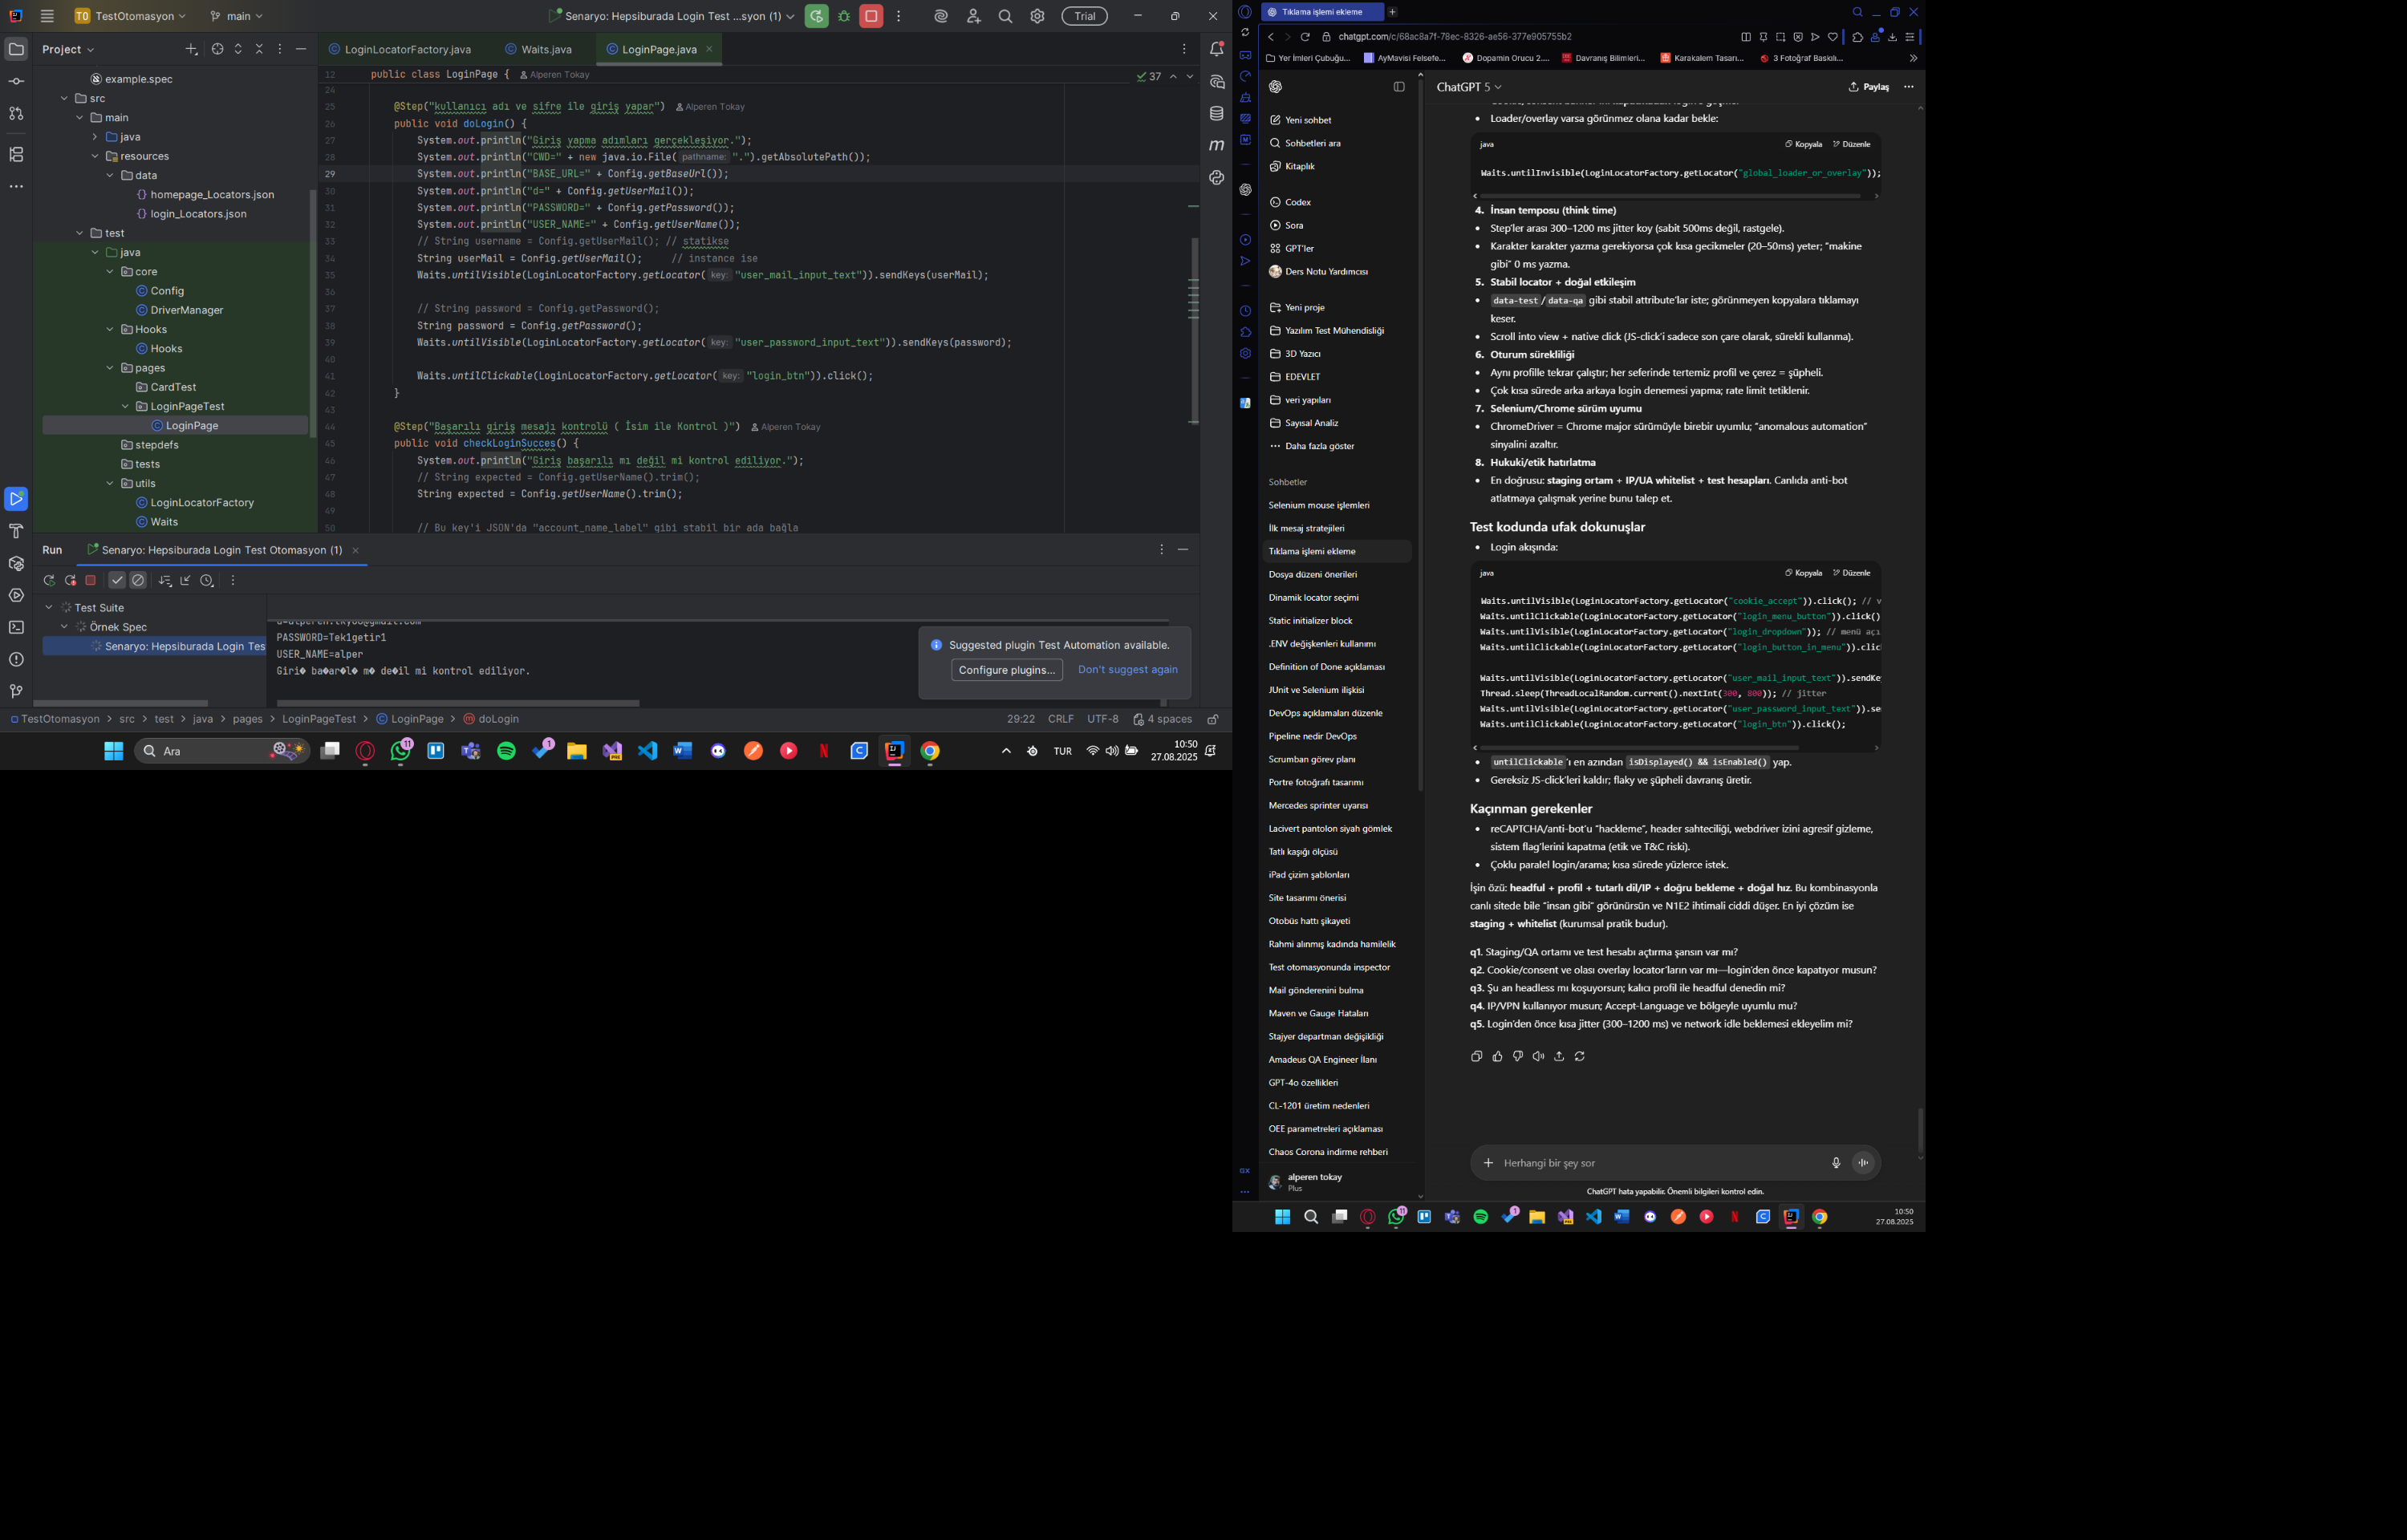 TO TestOtomasyon
main
Senaryo: Hepsiburada Login Test ...syon (1)
Trial
Project
LoginLocatorFactory.java
Waits.java
LoginPage.java
example.spec
src
main
java
resources
data
homepage_Locators.json
login_Locators.json
test
java
core
Config
DriverManager
Hooks
Hooks
pages
CardTest
LoginPageTest
LoginPage
stepdefs
tests
utils
LoginLocatorFactory
Waits
12 public class LoginPage { Alperen Tokay
37
24
25 @Step("kullanıcı adı ve sifre ile giriş yapar") Alperen Tokay
26 public void doLogin() {
27 System.out.println("Giriş yapma adımları gerçekleşiyor.");
28 System.out.println("CWD=" + new java.io.File( pathname: ".").getAbsolutePath());
29 System.out.println("BASE_URL=" + Config.getBaseUrl());
30 System.out.println("d=" + Config.getUserMail());
31 System.out.println("PASSWORD=" + Config.getPassword());
32 System.out.println("USER_NAME=" + Config.getUserName());
33 // String username = Config.getUserMail(); // statikse
34 String userMail = Config.getUserMail(); // instance ise
35 Waits.untilVisible(LoginLocatorFactory.getLocator( key: "user_mail_input_text")).sendKeys(userMail);
36
37 // String password = Config.getPassword();
38 String password = Config.getPassword();
39 Waits.untilVisible(LoginLocatorFactory.getLocator( key: "user_password_input_text")).sendKeys(password);
40
41 Waits.untilClickable(LoginLocatorFactory.getLocator( key: "login_btn")).click();
42 }
43
44 @Step("Başarılı giriş mesajı kontrolü ( İsim ile Kontrol )") Alperen Tokay
45 public void checkLoginSucces() {
46 System.out.println("Giriş başarılı mı değil mi kontrol ediliyor.");
47 // String expected = Config.getUserName().trim();
48 String expected = Config.getUserName().trim();
49
50 // Bu key'i JSON'da "account_name_label" gibi stabil bir ada bağla
Run Senaryo: Hepsiburada Login Test Otomasyon (1)
Test Suite
Örnek Spec
Senaryo: Hepsiburada Login Tes
PASSWORD=Tek1getir1
USER_NAME=alper
Giri� ba�ar�l� m� de�il mi kontrol ediliyor.
Suggested plugin Test Automation available.
Configure plugins... Don't suggest again
TestOtomasyon > src > test > java > pages > LoginPageTest > LoginPage > doLogin
29:22 CRLF UTF-8 4 spaces
Ara
11
1
TUR
10:50
27.08.2025
Tıklama işlemi ekleme
chatgpt.com/c/68ac8a7f-78ec-8326-ae56-377e905755b2
Yer İmleri Çubuğu...
AyMavisi Felsefe...
Dopamin Orucu 2....
Davranış Bilimleri...
Karakalem Tasarı...
3 Fotoğraf Baskılı...
ChatGPT 5
Paylaş
Yeni sohbet
Sohbetleri ara
Kitaplık
Codex
Sora
GPT'ler
Ders Notu Yardımcısı
Yeni proje
Yazılım Test Mühendisliği
3D Yazıcı
EDEVLET
veri yapıları
Sayısal Analiz
Daha fazla göster
Sohbetler
Selenium mouse işlemleri
İlk mesaj stratejileri
Tıklama işlemi ekleme
Dosya düzeni önerileri
Dinamik locator seçimi
Static initializer block
.ENV değişkenleri kullanımı
Definition of Done açıklaması
JUnit ve Selenium ilişkisi
DevOps açıklamaları düzenle
Pipeline nedir DevOps
Scrumban görev planı
Portre fotoğrafı tasarımı
Mercedes sprinter uyarısı
Lacivert pantolon siyah gömlek
Tatlı kaşığı ölçüsü
iPad çizim şablonları
Site tasarımı önerisi
Otobüs hattı şikayeti
Rahmi alınmış kadında hamilelik
Test otomasyonunda inspector
Mail gönderenini bulma
Maven ve Gauge Hataları
Stajyer departman değişikliği
Amadeus QA Engineer İlanı
GPT-4o özellikleri
CL-1201 üretim nedenleri
OEE parametreleri açıklaması
Chaos Corona indirme rehberi
alperen tokay
Plus
• Loader/overlay varsa görünmez olana kadar bekle:
java Kopyala Düzenle
Waits.untilInvisible(LoginLocatorFactory.getLocator("global_loader_or_overlay"));
4. İnsan temposu (think time)
• Step'ler arası 300–1200 ms jitter koy (sabit 500ms değil, rastgele).
• Karakter karakter yazma gerekiyorsa çok kısa gecikmeler (20–50ms) yeter; "makine
gibi" 0 ms yazma.
5. Stabil locator + doğal etkileşim
• data-test / data-qa gibi stabil attribute'lar iste; görünmeyen kopyalara tıklamayı
keser.
• Scroll into view + native click (JS-click'i sadece son çare olarak, sürekli kullanma).
6. Oturum sürekliliği
• Aynı profille tekrar çalıştır; her seferinde tertemiz profil ve çerez = şüpheli.
• Çok kısa sürede arka arkaya login denemesi yapma; rate limit tetiklenir.
7. Selenium/Chrome sürüm uyumu
• ChromeDriver = Chrome major sürümüyle birebir uyumlu; "anomalous automation"
sinyalini azaltır.
8. Hukuki/etik hatırlatma
• En doğrusu: staging ortam + IP/UA whitelist + test hesapları. Canlıda anti-bot
atlatmaya çalışmak yerine bunu talep et.
Test kodunda ufak dokunuşlar
• Login akışında:
java Kopyala Düzenle
Waits.untilVisible(LoginLocatorFactory.getLocator("cookie_accept")).click(); // v
Waits.untilClickable(LoginLocatorFactory.getLocator("login_menu_button")).click()
Waits.untilVisible(LoginLocatorFactory.getLocator("login_dropdown")); // menü açı
Waits.untilClickable(LoginLocatorFactory.getLocator("login_button_in_menu")).clic
Waits.untilVisible(LoginLocatorFactory.getLocator("user_mail_input_text")).sendKe
Thread.sleep(ThreadLocalRandom.current().nextInt(300, 800)); // jitter
Waits.untilVisible(LoginLocatorFactory.getLocator("user_password_input_text")).se
Waits.untilClickable(LoginLocatorFactory.getLocator("login_btn")).click();
• untilClickable 'ı en azından isDisplayed() && isEnabled() yap.
• Gereksiz JS-click'leri kaldır; flaky ve şüpheli davranış üretir.
Kaçınman gerekenler
• reCAPTCHA/anti-bot'u "hackleme", header sahteciliği, webdriver izini agresif gizleme,
sistem flag'lerini kapatma (etik ve T&C riski).
• Çoklu paralel login/arama; kısa sürede yüzlerce istek.
İşin özü: headful + profil + tutarlı dil/IP + doğru bekleme + doğal hız. Bu kombinasyonla
canlı sitede bile "insan gibi" görünürsün ve N1E2 ihtimali ciddi düşer. En iyi çözüm ise
staging + whitelist (kurumsal pratik budur).
q1. Staging/QA ortamı ve test hesabı açtırma şansın var mı?
q2. Cookie/consent ve olası overlay locator'ların var mı—login'den önce kapatıyor musun?
q3. Şu an headless mı koşuyorsun; kalıcı profil ile headful denedin mi?
q4. IP/VPN kullanıyor musun; Accept-Language ve bölgeyle uyumlu mu?
q5. Login'den önce kısa jitter (300–1200 ms) ve network idle beklemesi ekleyelim mi?
Herhangi bir şey sor
ChatGPT hata yapabilir. Önemli bilgileri kontrol edin.
11
1
10:50
27.08.2025